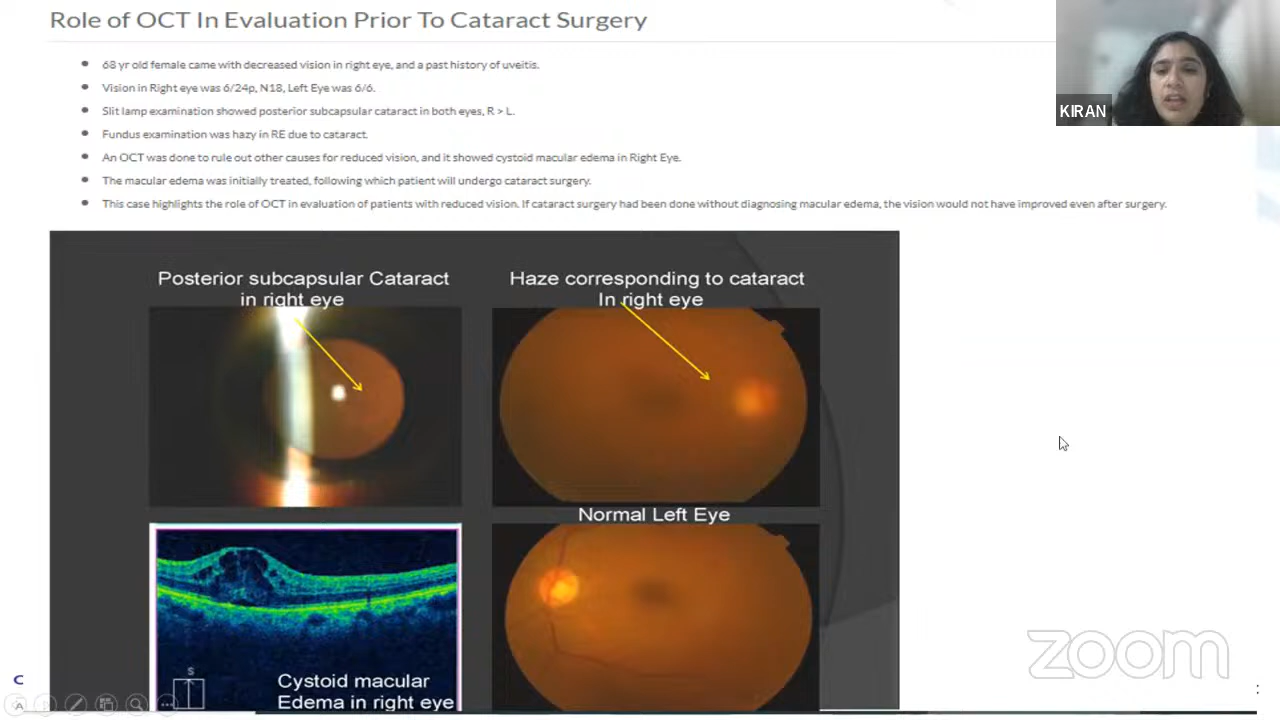 Role of OCT In Evaluation Prior To Cataract Surgery
68 yr old female came with decreased vision in right eye, and a past history of uveitis.
Vision in Right eye was 6/24p, N18, Left Eye was 6/6.
Slit lamp examination showed posterior subcapsular cataract in both eyes, R > L.
Fundus examination was hazy in RE due to cataract.
An OCT was done to rule out other causes for reduced vision, and it showed cystoid macular edema in Right Eye.
The macular edema was initially treated, following which patient will undergo cataract surgery.
This case highlights the role of OCT in evaluation of patients with reduced vision. If cataract surgery had been done without diagnosing macular edema, the vision would not have improved even after surgery.
KIRAN
Posterior subcapsular Cataract
in right eye
Haze corresponding to cataract
In right eye
Normal Left Eye
S
Cystoid macular
Edema in right eye
zoom
C
A
: